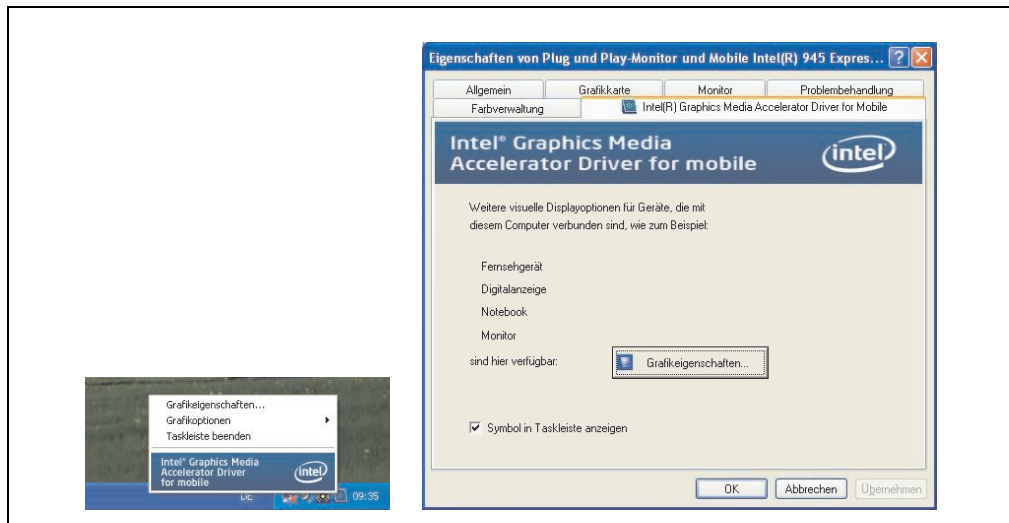 Eigenschaften von Plug und Play-Monitor und Mobile Intel(R) 945 Expres...
Allgemein
Grafikkarte
Monitor
Problembehandlung
Farbverwaltung
Intel(R) Graphics Media Accelerator Driver for Mobile
Intel® Graphics Media
Accelerator Driver for mobile
intel
Weitere visuelle Displayoptionen für Geräte, die mit
diesem Computer verbunden sind, wie zum Beispiel:
Fernsehgerät
Digitalanzeige
Notebook
Monitor
sind hier verfügbar:
Grafikeigenschaften...
Symbol in Taskleiste anzeigen
OK
Abbrechen
Übernehmen
Grafikeigenschaften...
Grafikoptionen
Taskleiste beenden
Intel® Graphics Media
Accelerator Driver
for mobile
intel
DE
09:35